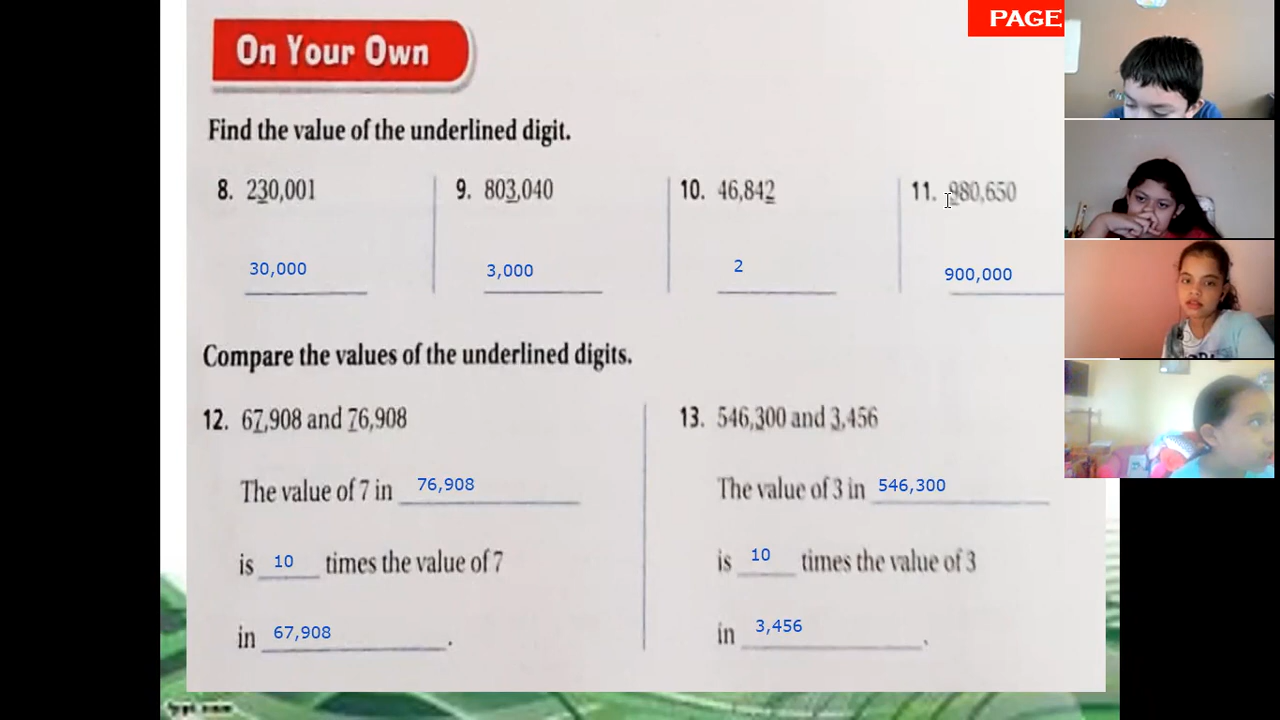 PAGE
On Your Own
Find the value of the underlined digit.
8. 230,001 9. 803,040 10. 46,842 11. 980,650
30,000 3,000 2 900,000
Compare the values of the underlined digits.
12. 67,908 and 76,908
The value of 7 in 76,908
is 10 times the value of 7
in 67,908.
13. 546,300 and 3,456
The value of 3 in 546,300
is 10 times the value of 3
in 3,456.